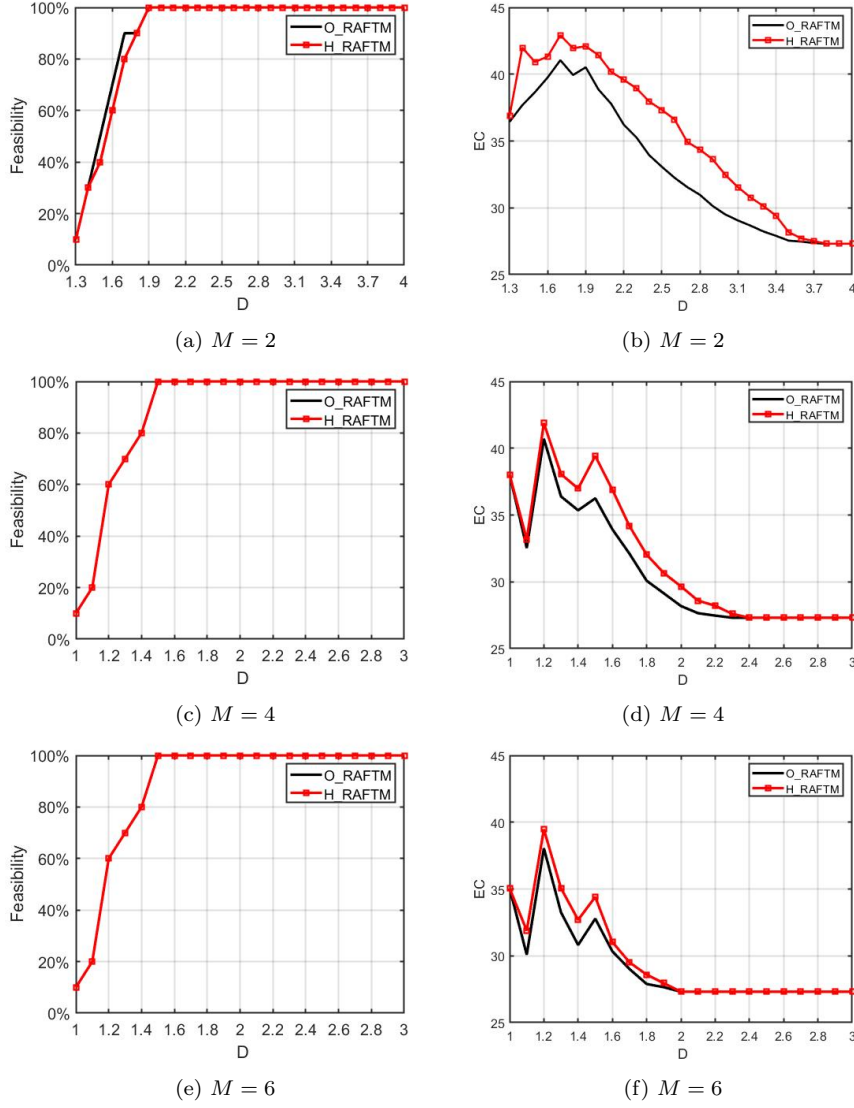 100%
80%
60%
40%
20%
0%
Feasibility
O_RAFTM
H_RAFTM
1.3 1.6 1.9 2.2 2.5 2.8 3.1 3.4 3.7 4
D
(a) M = 2
45
40
35
30
25
EC
O_RAFTM
H_RAFTM
1.3 1.6 1.9 2.2 2.5 2.8 3.1 3.4 3.7 4
D
(b) M = 2
100%
80%
60%
40%
20%
0%
Feasibility
O_RAFTM
H_RAFTM
1 1.2 1.4 1.6 1.8 2 2.2 2.4 2.6 2.8 3
D
(c) M = 4
45
40
35
30
25
EC
O_RAFTM
H_RAFTM
1 1.2 1.4 1.6 1.8 2 2.2 2.4 2.6 2.8 3
D
(d) M = 4
100%
80%
60%
40%
20%
0%
Feasibility
O_RAFTM
H_RAFTM
1 1.2 1.4 1.6 1.8 2 2.2 2.4 2.6 2.8 3
D
(e) M = 6
45
40
35
30
25
EC
O_RAFTM
H_RAFTM
1 1.2 1.4 1.6 1.8 2 2.2 2.4 2.6 2.8 3
D
(f) M = 6